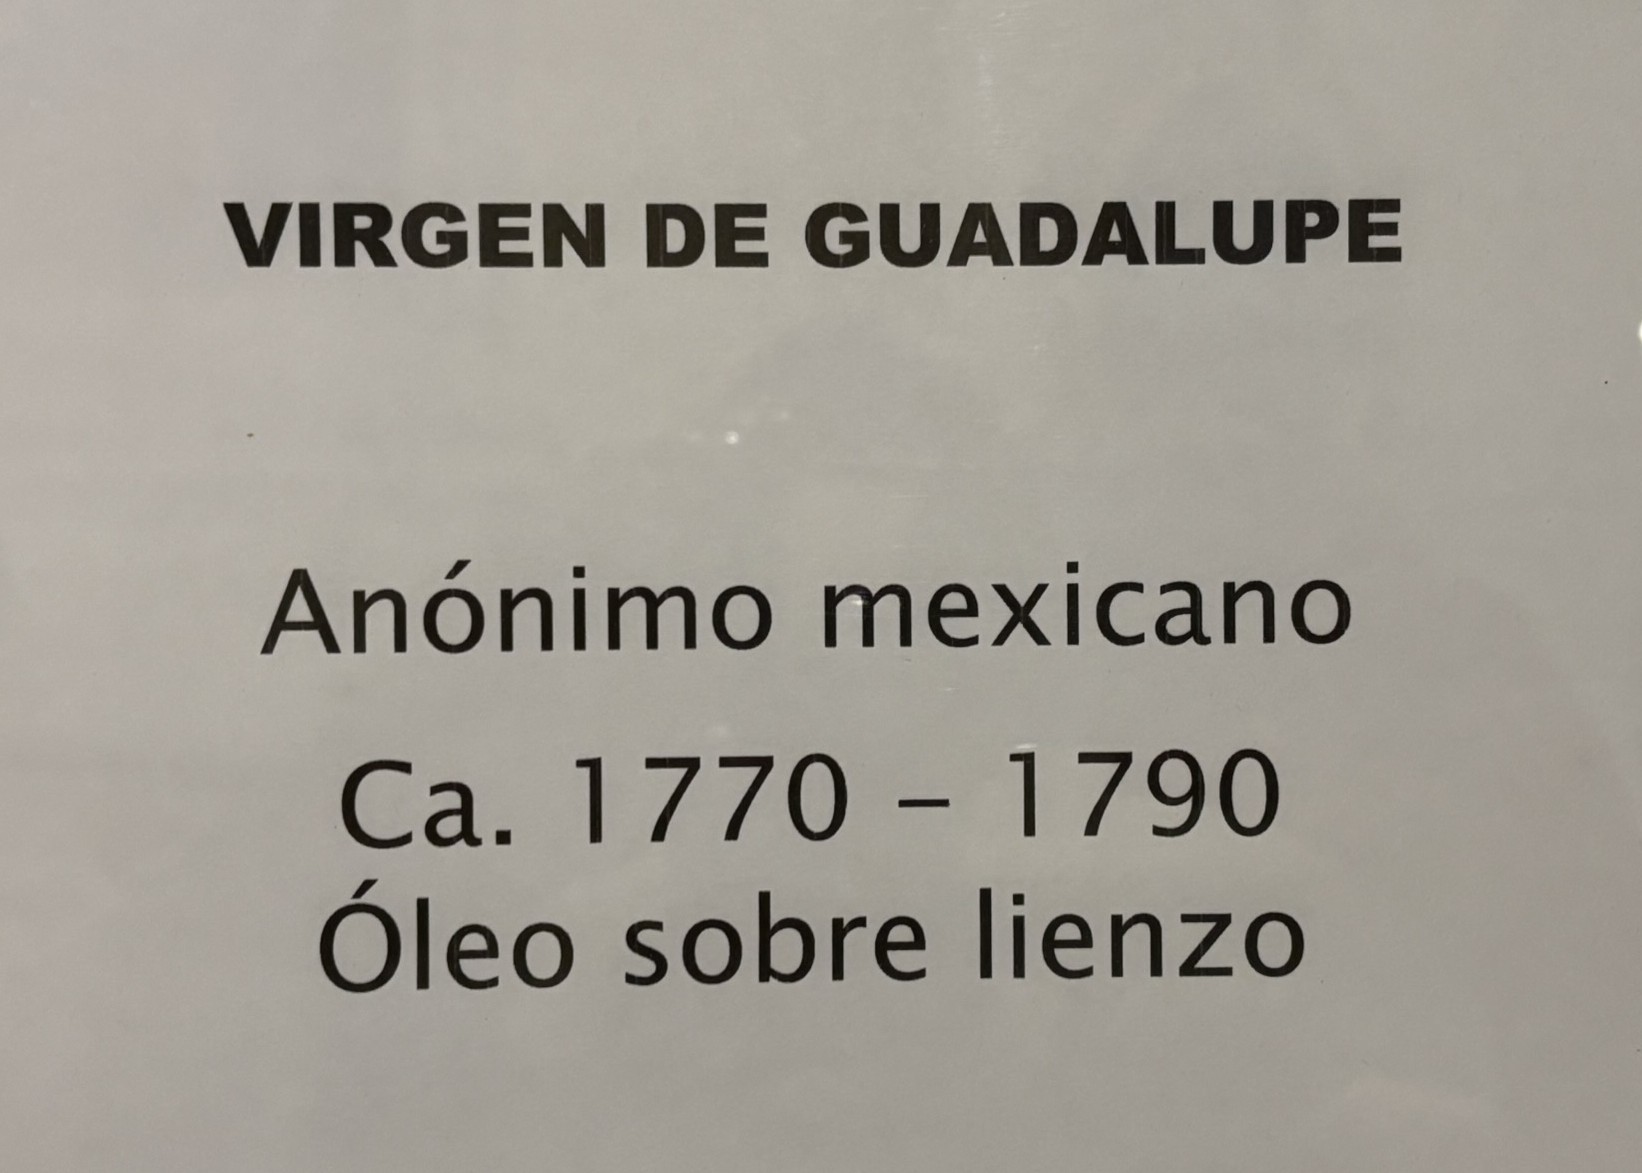 VIRGEN DE GUADALUPE
Anónimo mexicano
Ca. 1770 – 1790
Óleo sobre lienzo